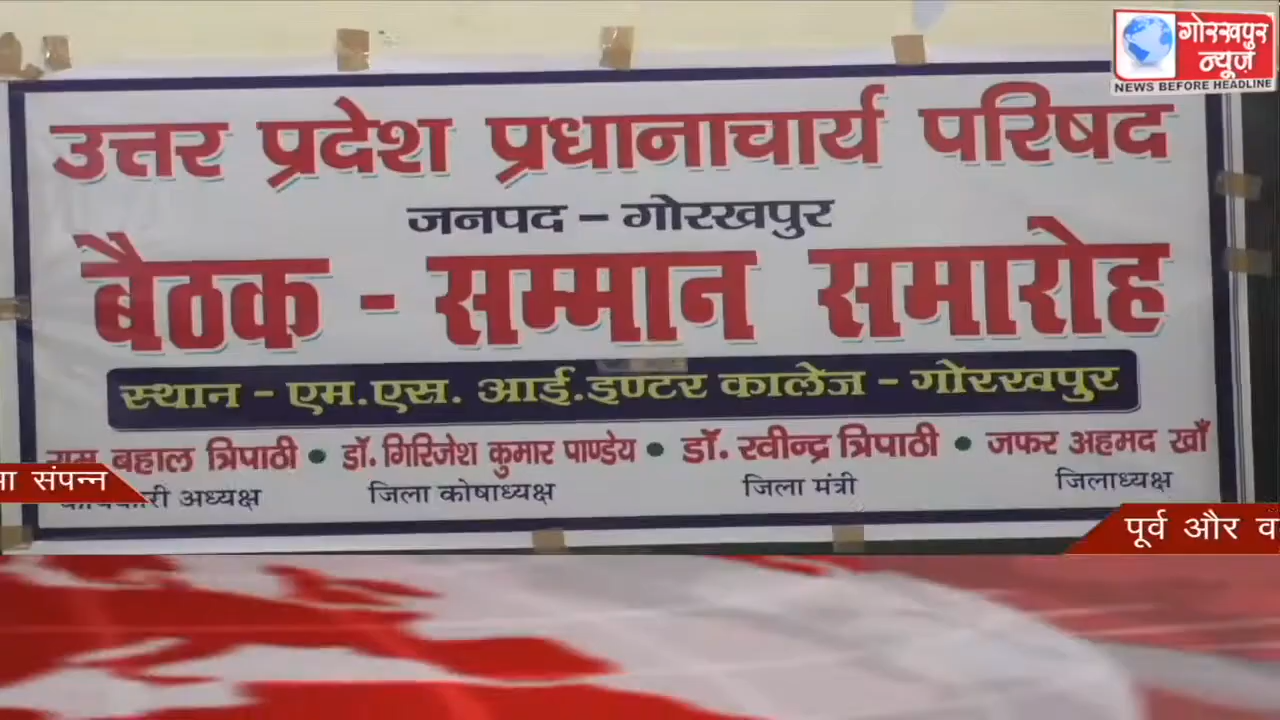 गोरखपुर
न्यूज़
NEWS BEFORE HEADLINE
उत्तर प्रदेश प्रधानाचार्य परिषद
जनपद – गोरखपुर
बैठक - सम्मान समारोह
स्थान - एम.एस. आई.इण्टर कालेज - गोरखपुर
बहाल त्रिपाठी • डॉ. गिरिजेश कुमार पाण्डेय • डॉ. रवीन्द्र त्रिपाठी • जफर अहमद खाँ
अध्यक्ष जिला कोषाध्यक्ष जिला मंत्री जिलाध्यक्ष
संपन्न
पूर्व और